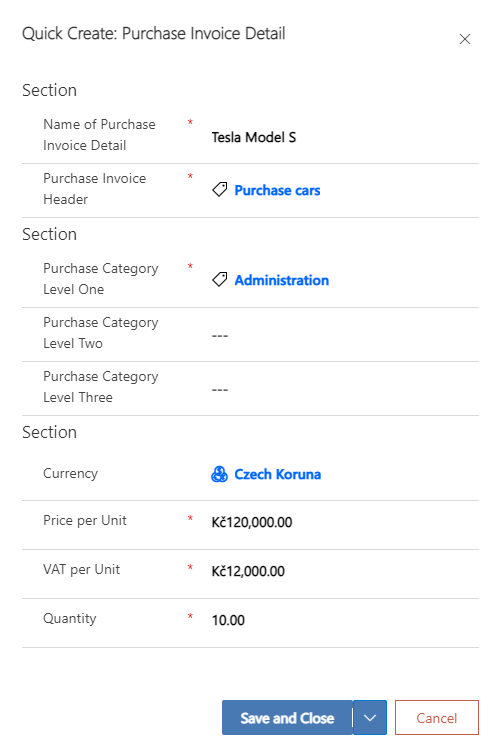 Quick Create: Purchase Invoice Detail
Section
Name of Purchase
Invoice Detail
*
Tesla Model S
Purchase Invoice
Header
*
Purchase cars
Section
Purchase Category
Level One
*
Administration
Purchase Category
Level Two
---
Purchase Category
Level Three
---
Section
Currency
Czech Koruna
Price per Unit * Kč120,000.00
VAT per Unit * Kč12,000.00
Quantity * 10.00
Save and Close
Cancel